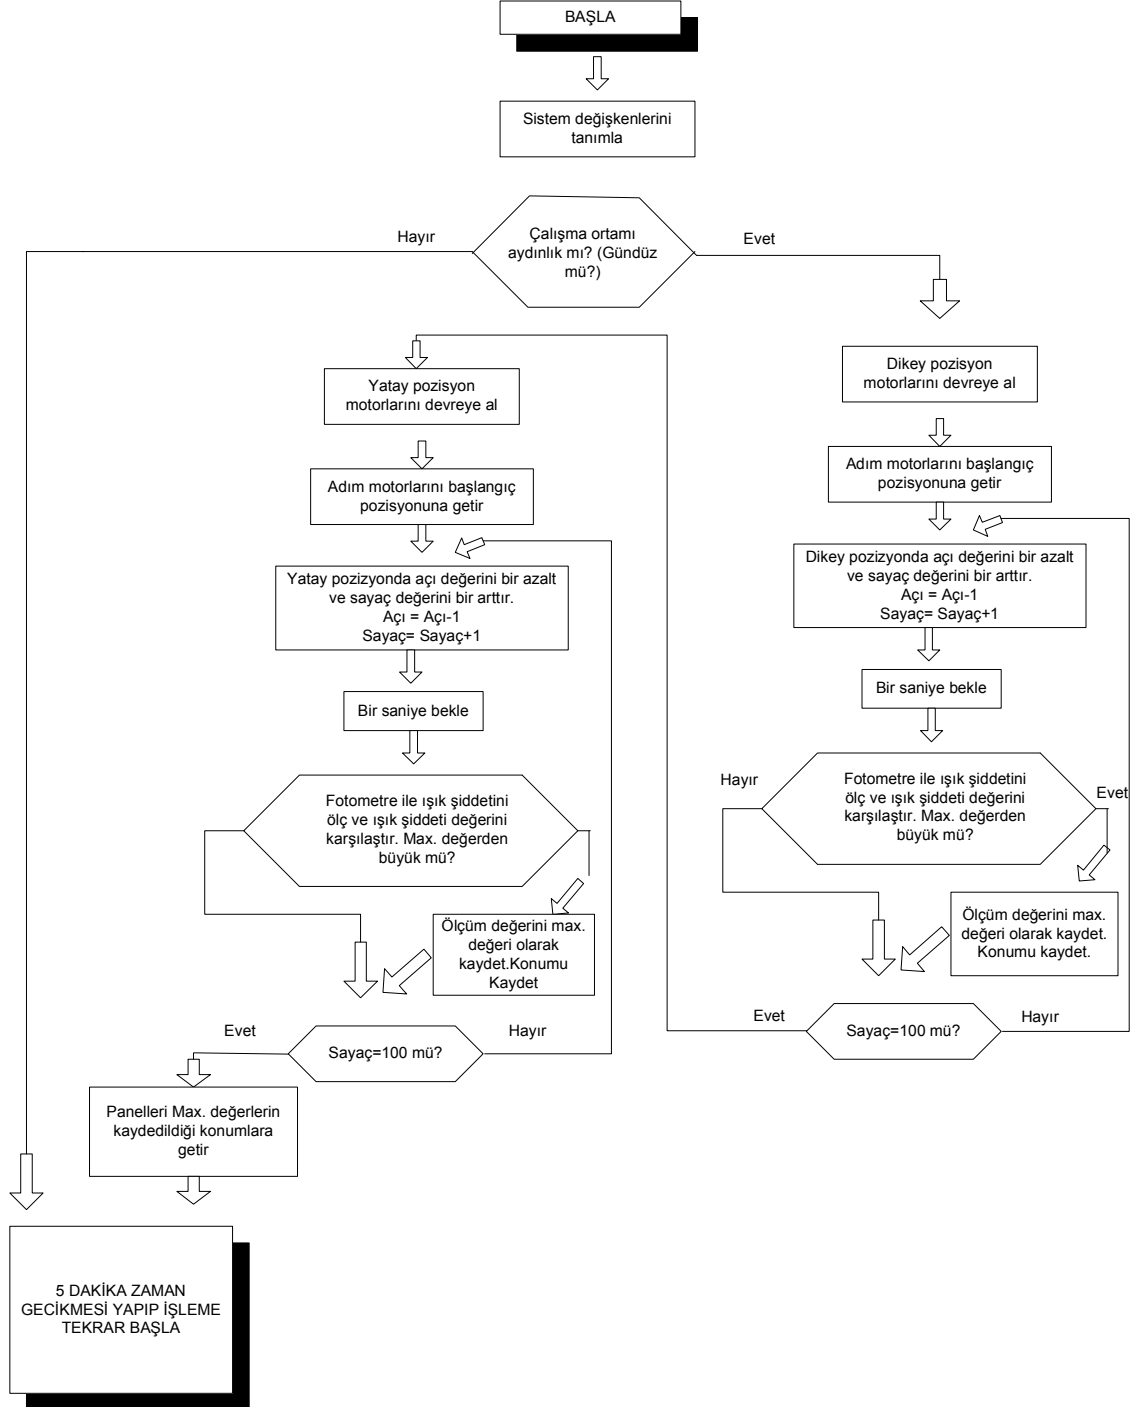 BAŞLA
Sistem değişkenlerini
tanımla
Hayır
Çalışma ortamı
aydınlık mı? (Gündüz
mü?)
Evet
Dikey pozisyon
motorlarını devreye al
Adım motorlarını başlangıç
pozisyonuna getir
Dikey pozizyonda açı değerini bir azalt
ve sayaç değerini bir arttır.
Açı = Açı-1
Sayaç= Sayaç+1
Bir saniye bekle
Hayır
Fotometre ile ışık şiddetini
ölç ve ışık şiddeti değerini
karşılaştır. Max. değerden
büyük mü?
Evet
Ölçüm değerini max.
değeri olarak kaydet.
Konumu kaydet.
Evet
Sayaç=100 mü?
Hayır
Yatay pozisyon
motorlarını devreye al
Adım motorlarını başlangıç
pozisyonuna getir
Yatay pozizyonda açı değerini bir azalt
ve sayaç değerini bir arttır.
Açı = Açı-1
Sayaç= Sayaç+1
Bir saniye bekle
Fotometre ile ışık şiddetini
ölç ve ışık şiddeti değerini
karşılaştır. Max. değerden
büyük mü?
Ölçüm değerini max.
değeri olarak
kaydet.Konumu
Kaydet
Evet
Sayaç=100 mü?
Hayır
Panelleri Max. değerlerin
kaydedildiği konumlara
getir
5 DAKİKA ZAMAN
GECİKMESİ YAPIP İŞLEME
TEKRAR BAŞLA